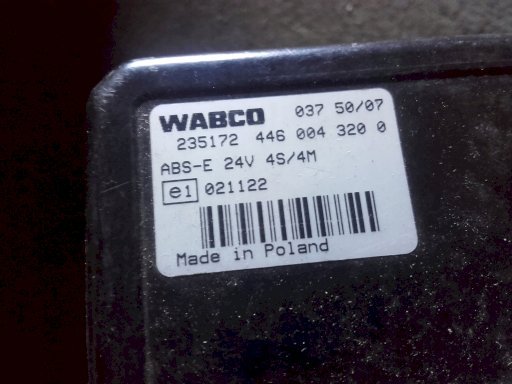 WABCO 037 50/07
235172 446 004 320 0
ABS-E 24V 4S/4M
e1 021122
Made in Poland